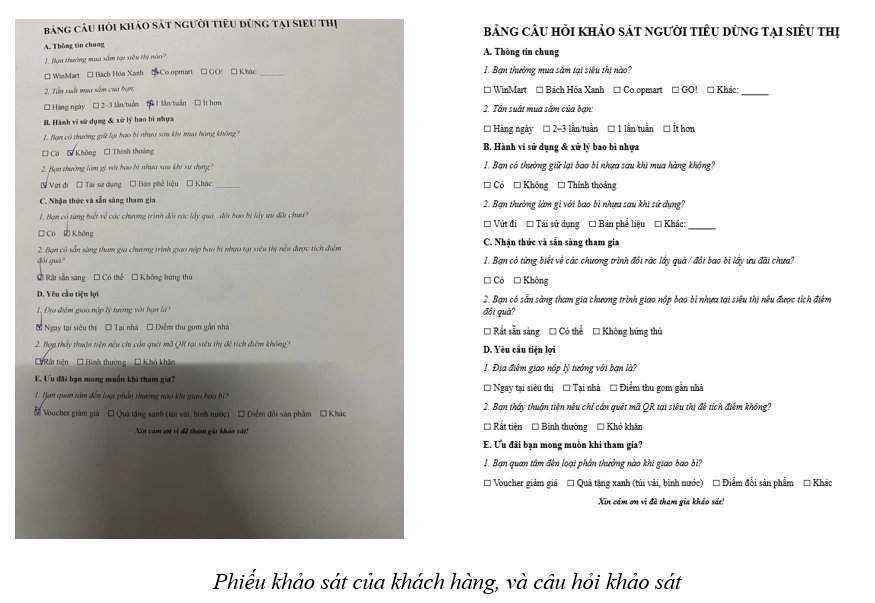 BẢNG CÂU HỎI KHẢO SÁT NGƯỜI TIÊU DÙNG TẠI SIÊU THỊ
A. Thông tin chung
1. Bạn thường mua sắm tại siêu thị nào?
☐ WinMart ☐ Bách Hóa Xanh ☑ Co.opmart ☐ GO! ☐ Khác: ______
2. Tần suất mua sắm của bạn:
☐ Hàng ngày ☐ 2–3 lần/tuần ☑ 1 lần/tuần ☐ Ít hơn
B. Hành vi sử dụng & xử lý bao bì nhựa
1. Bạn có thường giữ lại bao bì nhựa sau khi mua hàng không?
☐ Có ☑ Không ☐ Thỉnh thoảng
2. Bạn thường làm gì với bao bì nhựa sau khi sử dụng?
☑ Vứt đi ☐ Tái sử dụng ☐ Bán phế liệu ☐ Khác: ______
C. Nhận thức và sẵn sàng tham gia
1. Bạn có từng biết về các chương trình đổi rác lấy quà / đổi bao bì lấy ưu đãi chưa?
☐ Có ☑ Không
2. Bạn có sẵn sàng tham gia chương trình giao nộp bao bì nhựa tại siêu thị nếu được tích điểm
đổi quà?
☑ Rất sẵn sàng ☐ Có thể ☐ Không hứng thú
D. Yêu cầu tiện lợi
1. Địa điểm giao nộp lý tưởng với bạn là?
☑ Ngay tại siêu thị ☐ Tại nhà ☐ Điểm thu gom gần nhà
2. Bạn thấy thuận tiện nếu chỉ cần quét mã QR tại siêu thị để tích điểm không?
☑ Rất tiện ☐ Bình thường ☐ Khó khăn
E. Ưu đãi bạn mong muốn khi tham gia?
1. Bạn quan tâm đến loại phần thưởng nào khi giao bao bì?
☑ Voucher giảm giá ☐ Quà tặng xanh (túi vải, bình nước) ☐ Điểm đổi sản phẩm ☐ Khác
Xin cảm ơn vì đã tham gia khảo sát!
BẢNG CÂU HỎI KHẢO SÁT NGƯỜI TIÊU DÙNG TẠI SIÊU THỊ
A. Thông tin chung
1. Bạn thường mua sắm tại siêu thị nào?
☐ WinMart ☐ Bách Hóa Xanh ☐ Co.opmart ☐ GO! ☐ Khác: ______
2. Tần suất mua sắm của bạn:
☐ Hàng ngày ☐ 2–3 lần/tuần ☐ 1 lần/tuần ☐ Ít hơn
B. Hành vi sử dụng & xử lý bao bì nhựa
1. Bạn có thường giữ lại bao bì nhựa sau khi mua hàng không?
☐ Có ☐ Không ☐ Thỉnh thoảng
2. Bạn thường làm gì với bao bì nhựa sau khi sử dụng?
☐ Vứt đi ☐ Tái sử dụng ☐ Bán phế liệu ☐ Khác: ______
C. Nhận thức và sẵn sàng tham gia
1. Bạn có từng biết về các chương trình đổi rác lấy quà / đổi bao bì lấy ưu đãi chưa?
☐ Có ☐ Không
2. Bạn có sẵn sàng tham gia chương trình giao nộp bao bì nhựa tại siêu thị nếu được tích điểm
đổi quà?
☐ Rất sẵn sàng ☐ Có thể ☐ Không hứng thú
D. Yêu cầu tiện lợi
1. Địa điểm giao nộp lý tưởng với bạn là?
☐ Ngay tại siêu thị ☐ Tại nhà ☐ Điểm thu gom gần nhà
2. Bạn thấy thuận tiện nếu chỉ cần quét mã QR tại siêu thị để tích điểm không?
☐ Rất tiện ☐ Bình thường ☐ Khó khăn
E. Ưu đãi bạn mong muốn khi tham gia?
1. Bạn quan tâm đến loại phần thưởng nào khi giao bao bì?
☐ Voucher giảm giá ☐ Quà tặng xanh (túi vải, bình nước) ☐ Điểm đổi sản phẩm ☐ Khác
Xin cảm ơn vì đã tham gia khảo sát!
Phiếu khảo sát của khách hàng, và câu hỏi khảo sát